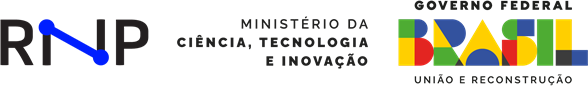 RNP
MINISTÉRIO DA
CIÊNCIA, TECNOLOGIA
E INOVAÇÃO
GOVERNO FEDERAL
BRASIL
UNIÃO E RECONSTRUÇÃO